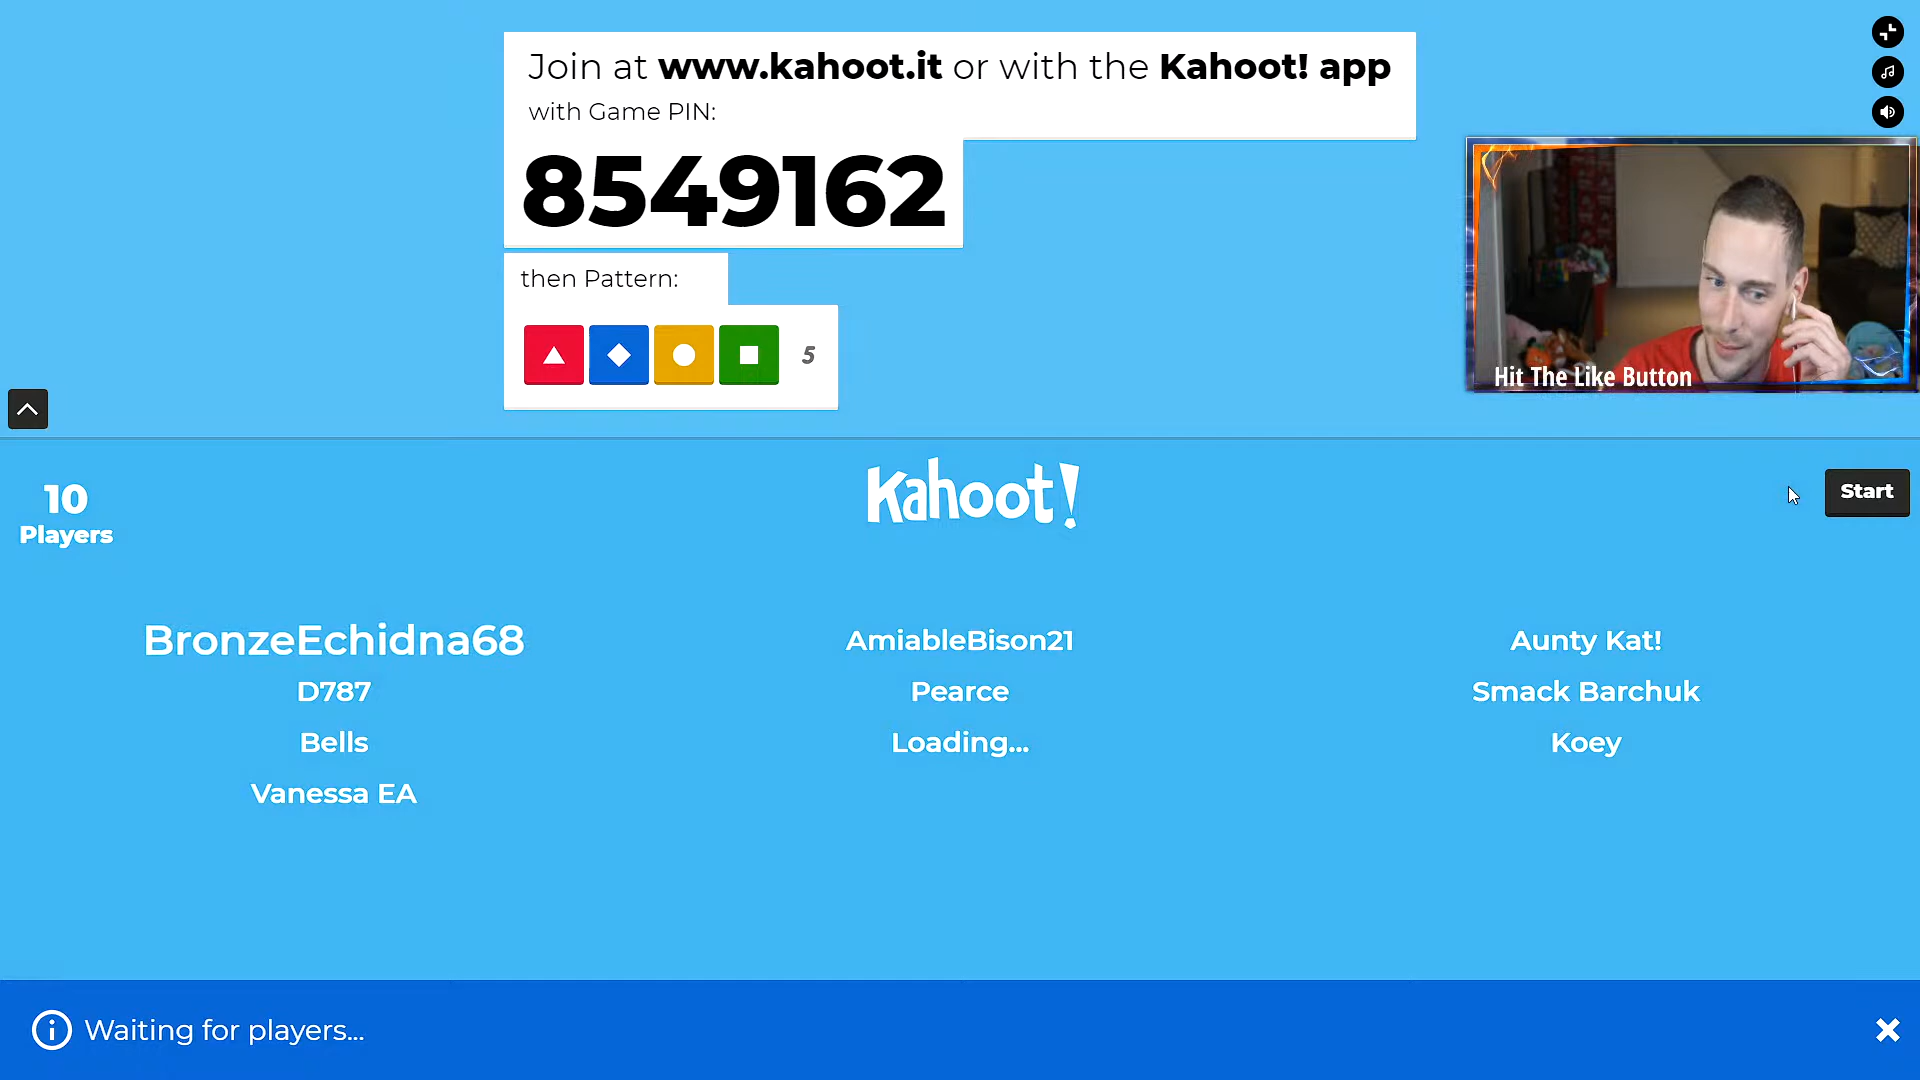 Join at www.kahoot.it or with the Kahoot! app
with Game PIN:
8549162
then Pattern:
5
Hit The Like Button
10
Players
Kahoot!
Start
BronzeEchidna68
AmiableBison21
Aunty Kat!
D787
Pearce
Smack Barchuk
Bells
Loading...
Koey
Vanessa EA
Waiting for players...